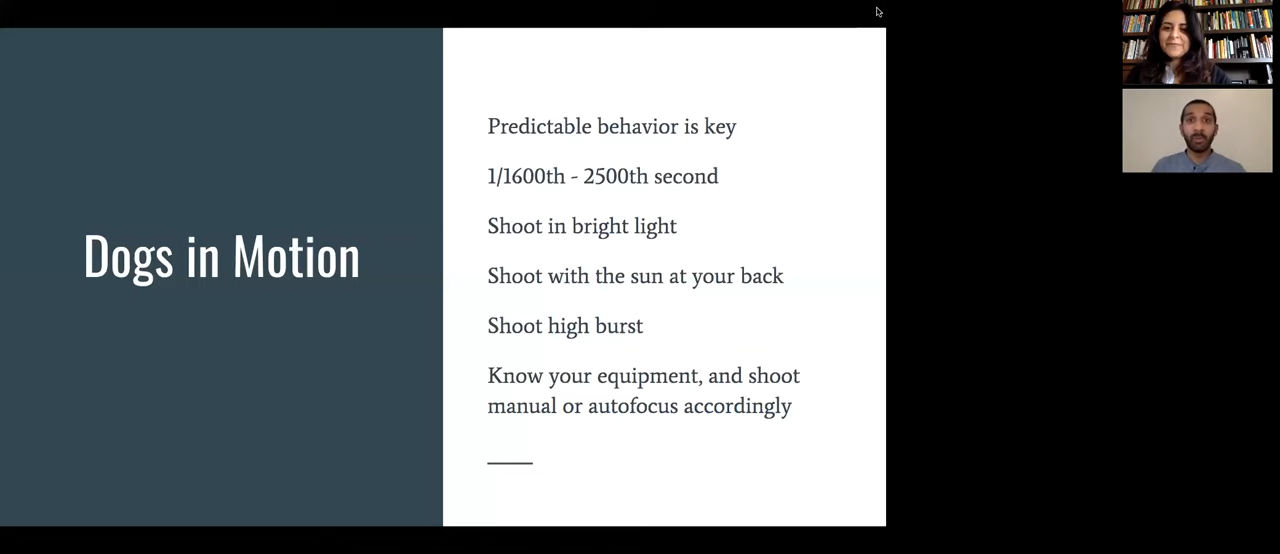 Dogs in Motion
Predictable behavior is key
1/1600th - 2500th second
Shoot in bright light
Shoot with the sun at your back
Shoot high burst
Know your equipment, and shoot
manual or autofocus accordingly